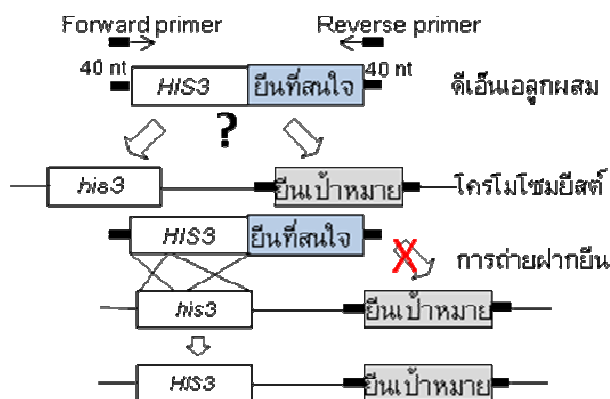 Forward primer Reverse primer
40 nt 40 nt
HIS3 ยีนที่สนใจ ดีเอ็นเอลูกผสม
?
his3 ยีนเป้าหมาย โครโมโซมยีสต์
HIS3 ยีนที่สนใจ
X การถ่ายฝากยีน
his3 ยีนเป้าหมาย
HIS3 ยีนเป้าหมาย